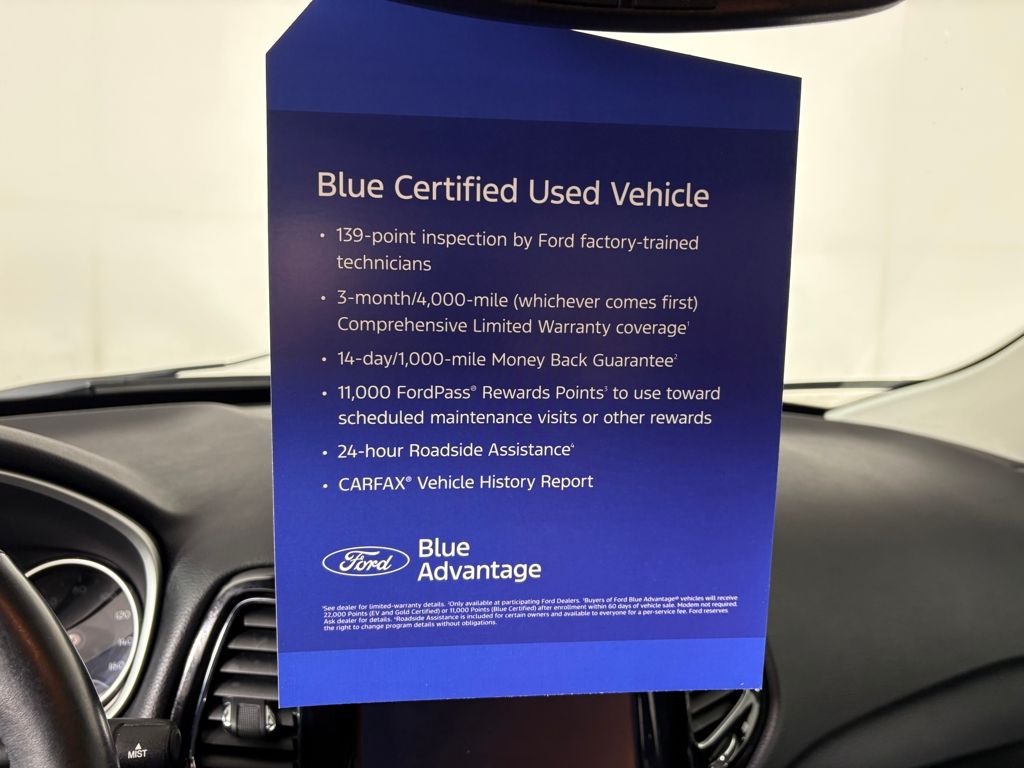 Blue Certified Used Vehicle
• 139-point inspection by Ford factory-trained
technicians
• 3-month/4,000-mile (whichever comes first)
Comprehensive Limited Warranty coverage¹
• 14-day/1,000-mile Money Back Guarantee²
• 11,000 FordPass® Rewards Points³ to use toward
scheduled maintenance visits or other rewards
• 24-hour Roadside Assistance⁴
• CARFAX® Vehicle History Report
Ford
Blue
Advantage
¹See dealer for limited-warranty details. ²Only available at participating Ford Dealers. ³Buyers of Ford Blue Advantage® vehicles will receive
22,000 Points (EV and Gold Certified) or 11,000 Points (Blue Certified) after enrollment within 60 days of vehicle sale. Modem not required.
Ask dealer for details. ⁴Roadside Assistance is included for certain owners and available to everyone for a per-service fee. Ford reserves
the right to change program details without obligations.
120
140
160
MIST